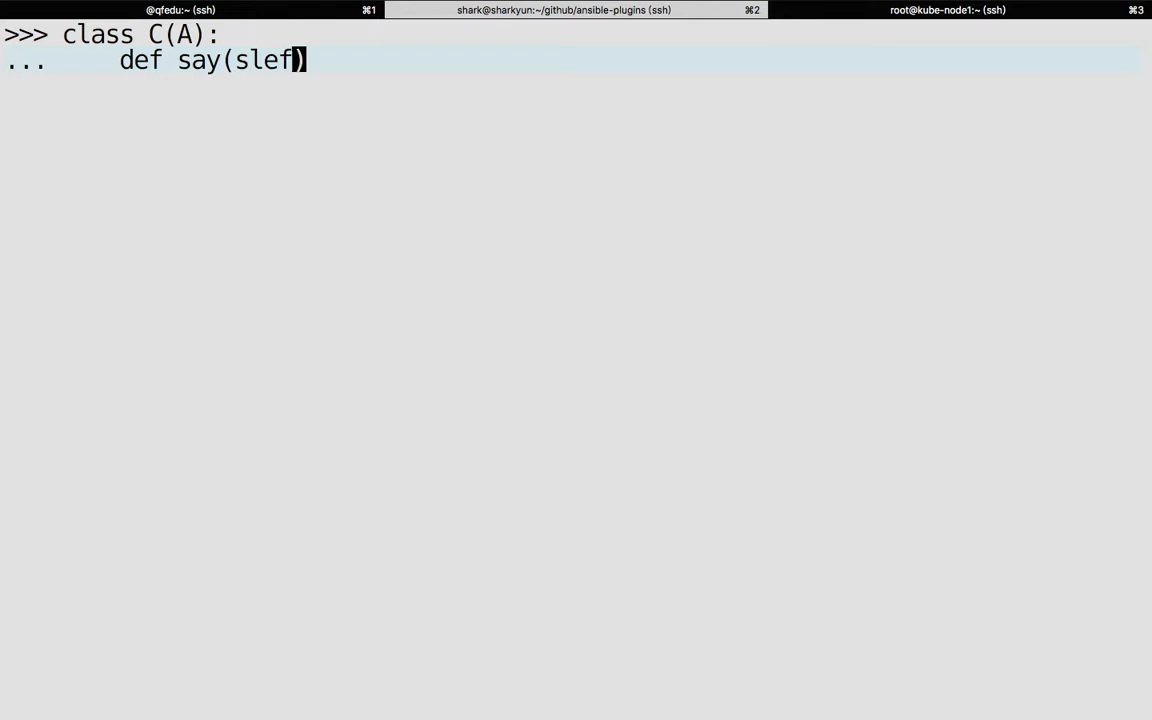 @qfedu:~ (ssh) ⌘1 shark@sharkyun:~/github/ansible-plugins (ssh) ⌘2 root@kube-node1:~ (ssh) ⌘3
>>> class C(A):
...     def say(slef)